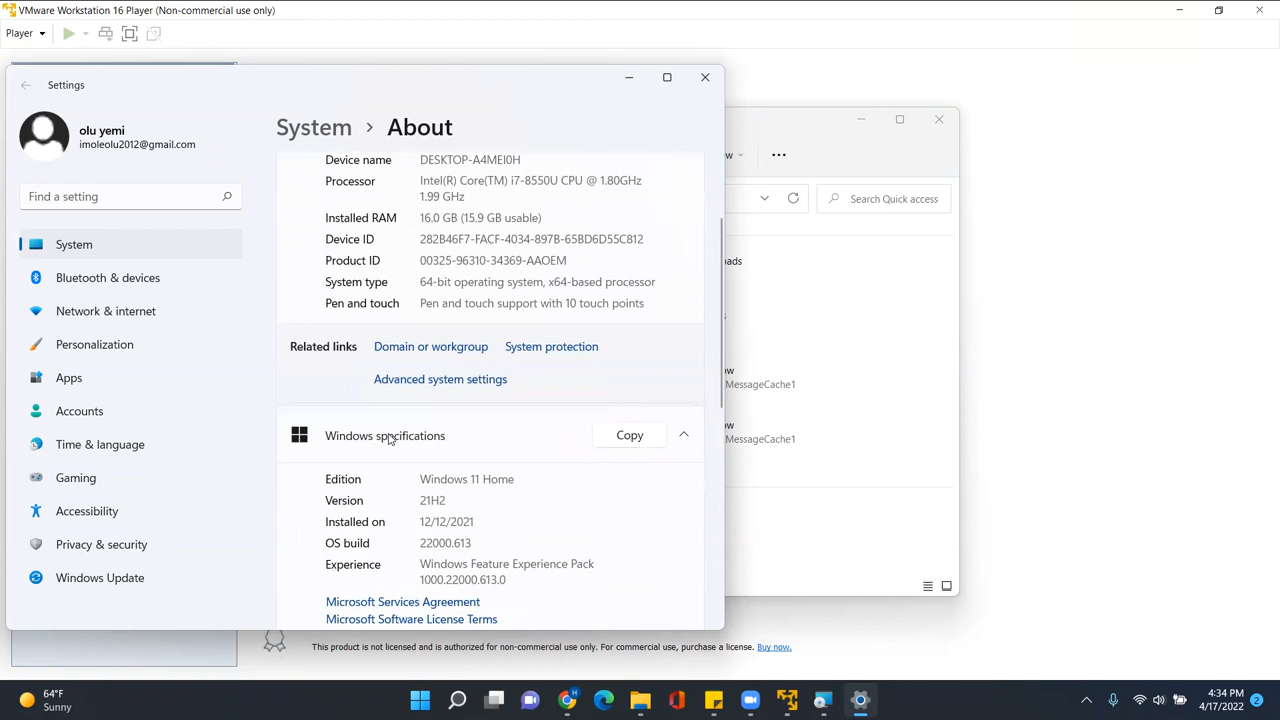 VMware Workstation 16 Player (Non-commercial use only)
Player
Settings
olu yemi
imoleolu2012@gmail.com
Find a setting
System
Bluetooth & devices
Network & internet
Personalization
Apps
Accounts
Time & language
Gaming
Accessibility
Privacy & security
Windows Update
System > About
Device name DESKTOP-A4MEI0H
Processor Intel(R) Core(TM) i7-8550U CPU @ 1.80GHz
1.99 GHz
Installed RAM 16.0 GB (15.9 GB usable)
Device ID 282B46F7-FACF-4034-897B-65BD6D55C812
Product ID 00325-96310-34369-AAOEM
System type 64-bit operating system, x64-based processor
Pen and touch Pen and touch support with 10 touch points
Related links Domain or workgroup System protection
Advanced system settings
Windows specifications Copy
Edition Windows 11 Home
Version 21H2
Installed on 12/12/2021
OS build 22000.613
Experience Windows Feature Experience Pack
1000.22000.613.0
Microsoft Services Agreement
Microsoft Software License Terms
Search Quick access
MessageCache1
MessageCache1
This product is not licensed and is authorized for non-commercial use only. For commercial use, purchase a license. Buy now.
64°F
Sunny
4:34 PM
4/17/2022
2